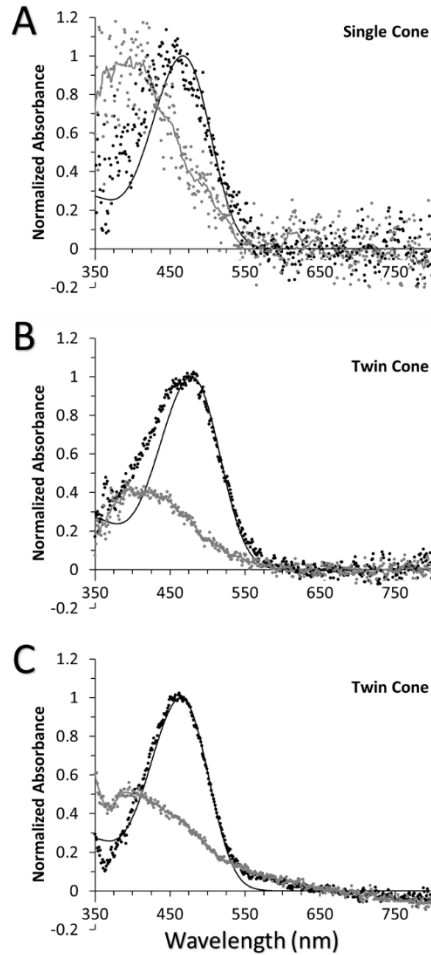 A
Single Cone
Normalized Absorbance
1.2
1
0.8
0.6
0.4
0.2
0
-0.2
350 450 550 650 750
B
Twin Cone
Normalized Absorbance
1.2
1
0.8
0.6
0.4
0.2
0
-0.2
350 450 550 650 750
C
Twin Cone
Normalized Absorbance
1.2
1
0.8
0.6
0.4
0.2
0
-0.2
350 450 550 650 750
Wavelength (nm)